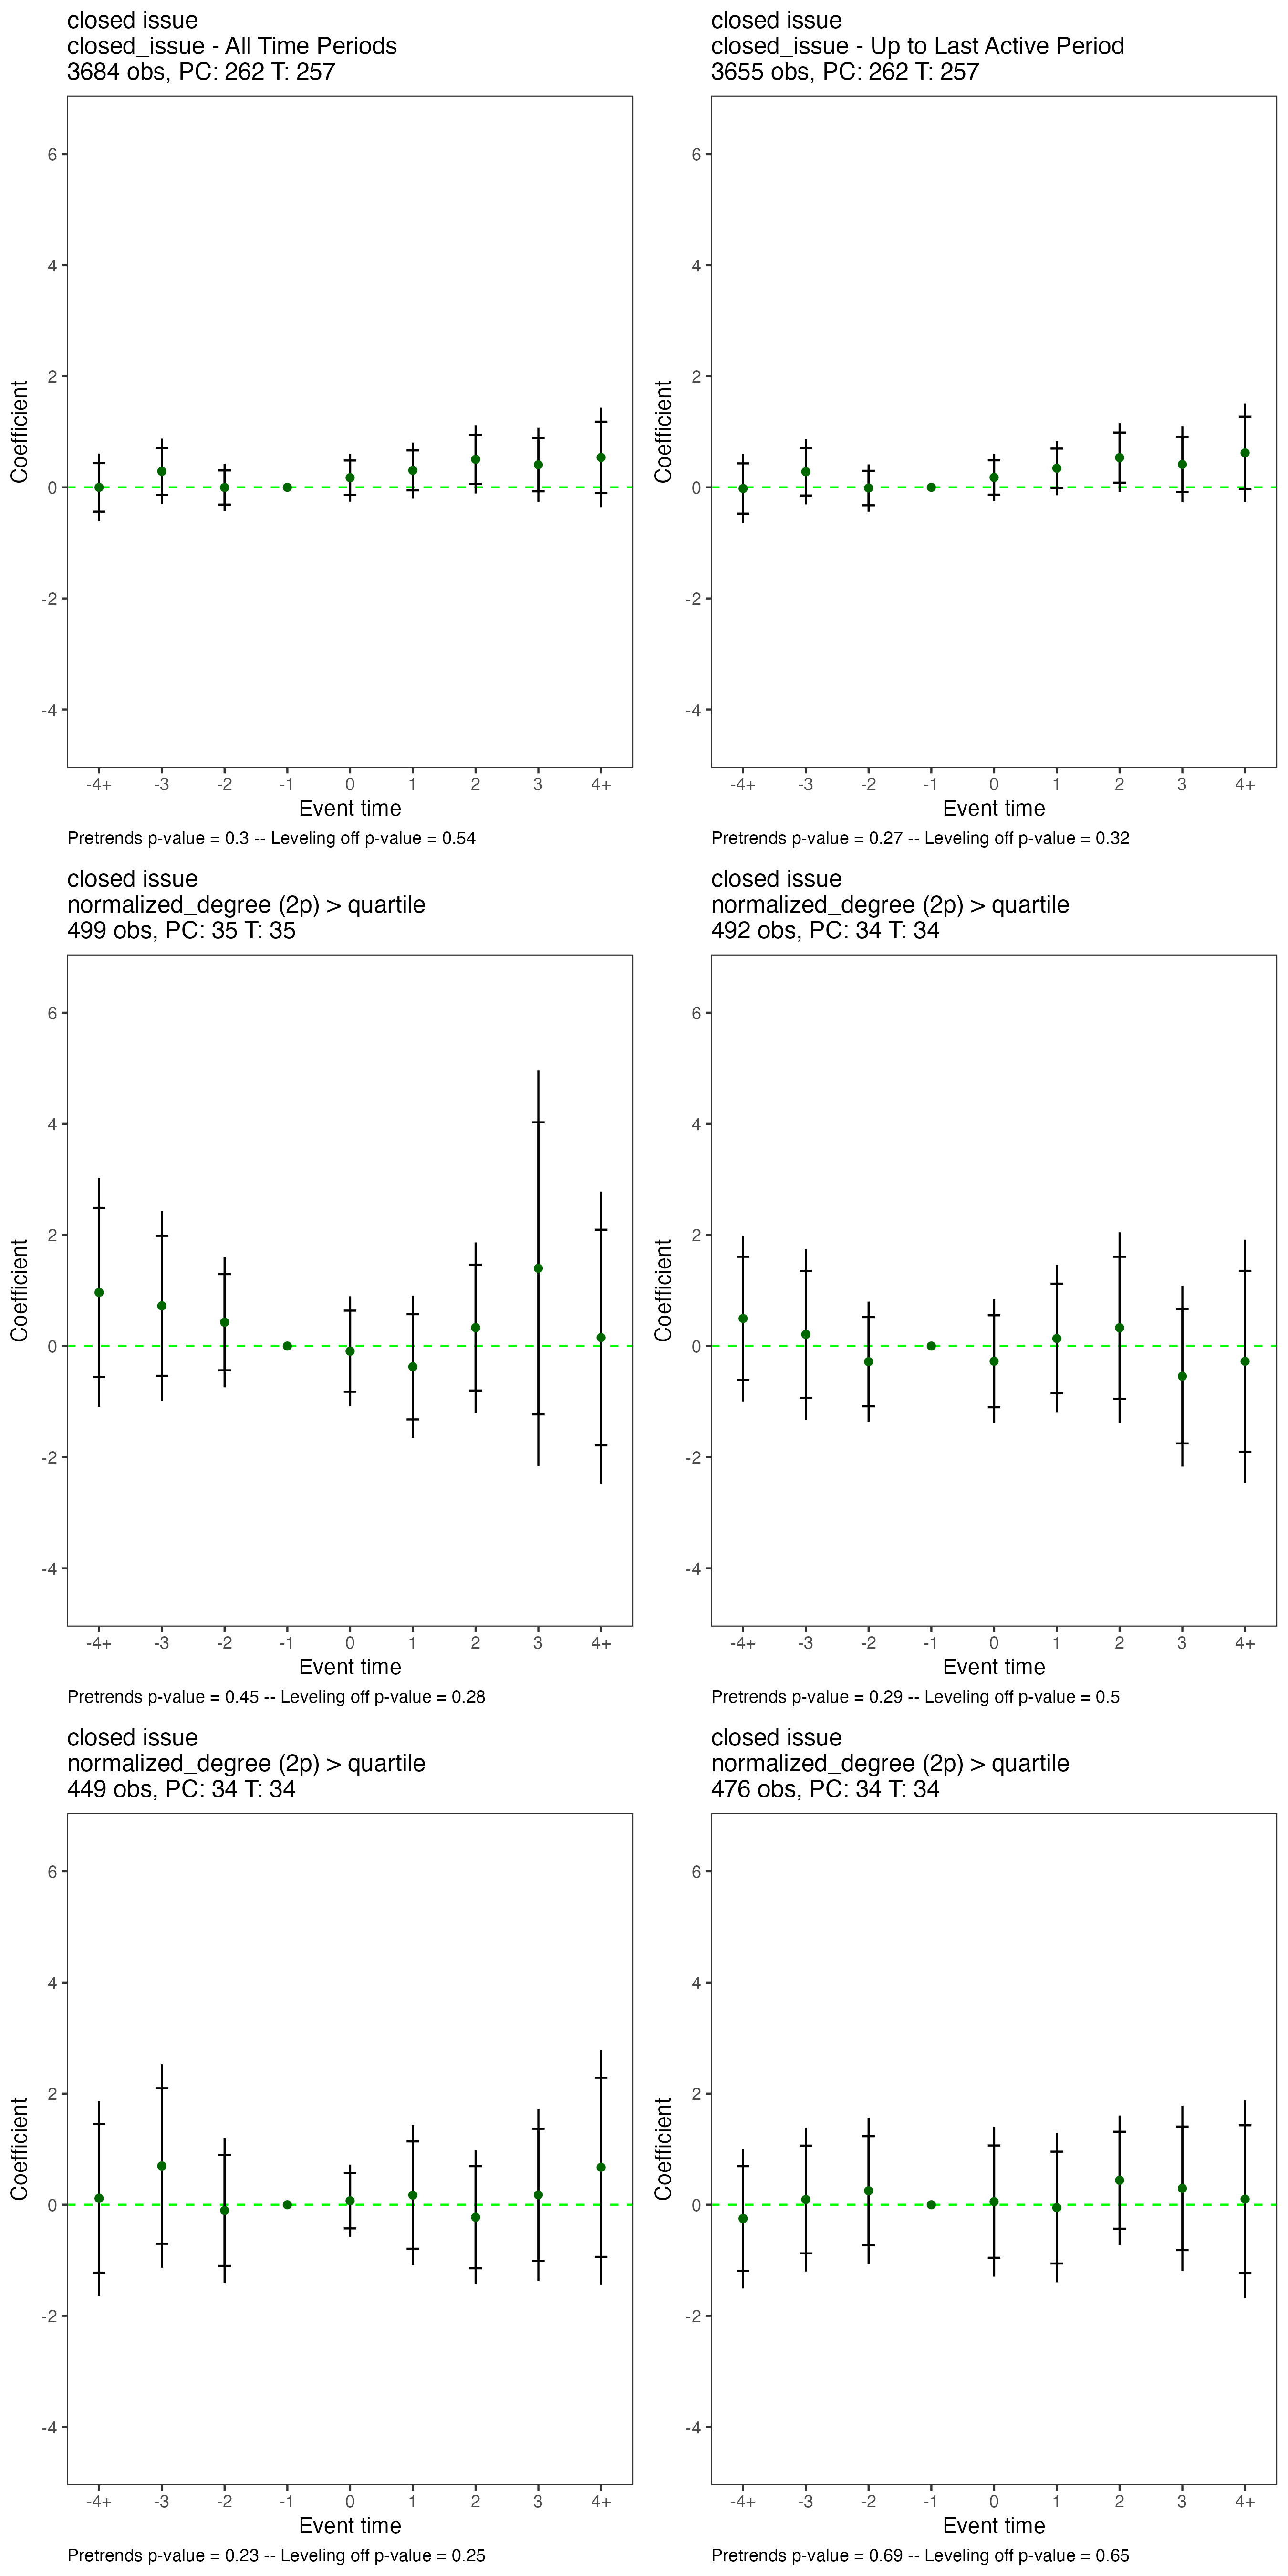 closed issue
closed_issue - All Time Periods
3684 obs, PC: 262 T: 257
6
4
2
0
-2
-4
Coefficient
-4+ -3 -2 -1 0 1 2 3 4+
Event time
Pretrends p-value = 0.3 -- Leveling off p-value = 0.54
closed issue
closed_issue - Up to Last Active Period
3655 obs, PC: 262 T: 257
6
4
2
0
-2
-4
Coefficient
-4+ -3 -2 -1 0 1 2 3 4+
Event time
Pretrends p-value = 0.27 -- Leveling off p-value = 0.32
closed issue
normalized_degree (2p) > quartile
499 obs, PC: 35 T: 35
6
4
2
0
-2
-4
Coefficient
-4+ -3 -2 -1 0 1 2 3 4+
Event time
Pretrends p-value = 0.45 -- Leveling off p-value = 0.28
closed issue
normalized_degree (2p) > quartile
492 obs, PC: 34 T: 34
6
4
2
0
-2
-4
Coefficient
-4+ -3 -2 -1 0 1 2 3 4+
Event time
Pretrends p-value = 0.29 -- Leveling off p-value = 0.5
closed issue
normalized_degree (2p) > quartile
449 obs, PC: 34 T: 34
6
4
2
0
-2
-4
Coefficient
-4+ -3 -2 -1 0 1 2 3 4+
Event time
Pretrends p-value = 0.23 -- Leveling off p-value = 0.25
closed issue
normalized_degree (2p) > quartile
476 obs, PC: 34 T: 34
6
4
2
0
-2
-4
Coefficient
-4+ -3 -2 -1 0 1 2 3 4+
Event time
Pretrends p-value = 0.69 -- Leveling off p-value = 0.65